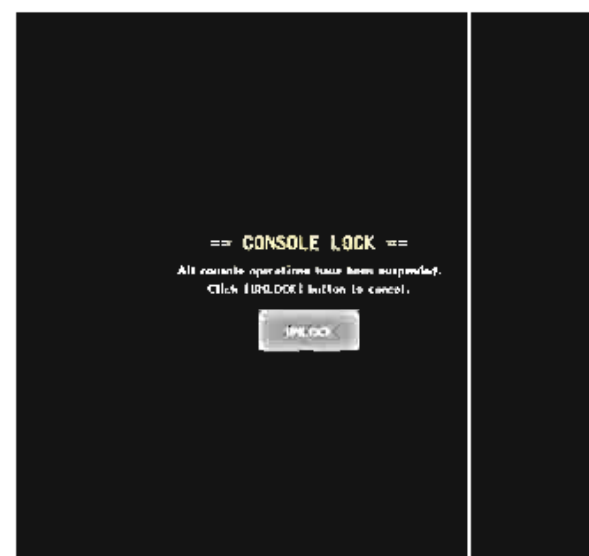 == CONSOLE LOCK ==
All console operations have been suspended.
Click [UNLOCK] button to cancel.
UNLOCK